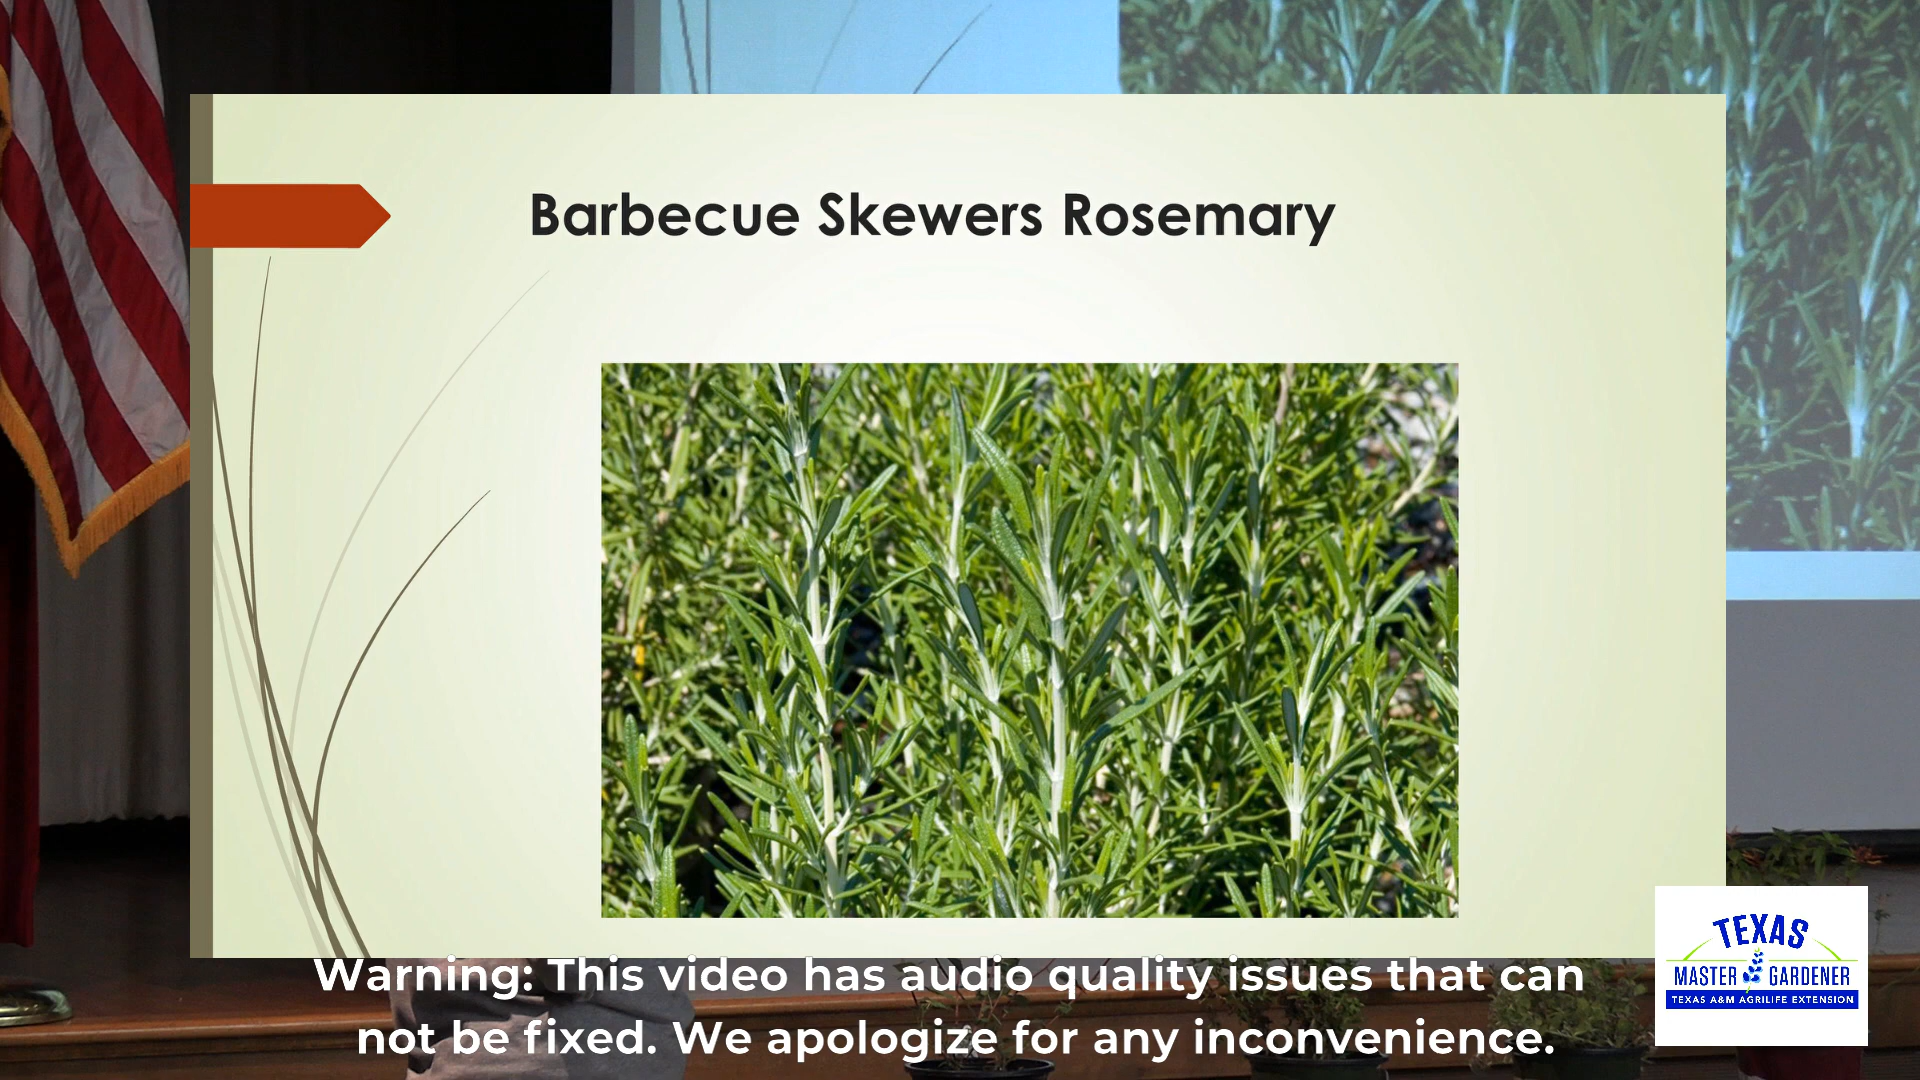 Barbecue Skewers Rosemary
Warning: This video has audio quality issues that can
not be fixed. We apologize for any inconvenience.
TEXAS
MASTER GARDENER
TEXAS A&M AGRILIFE EXTENSION